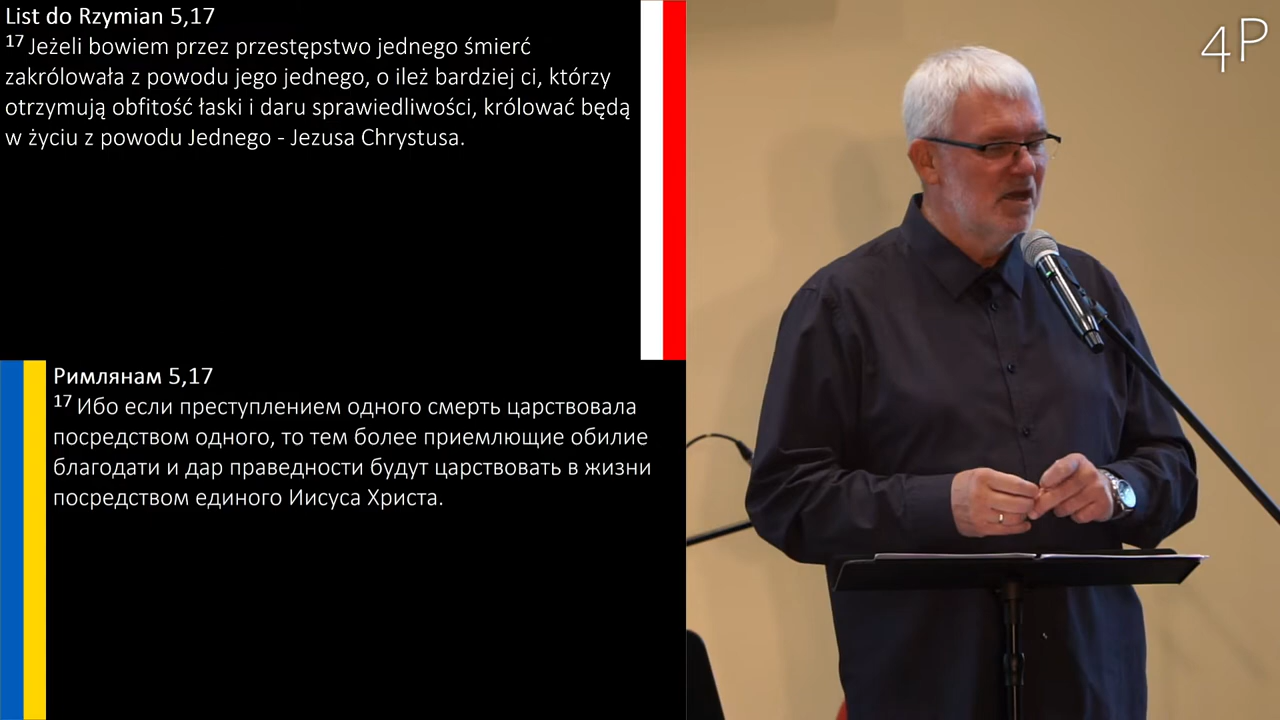 List do Rzymian 5,17
17 Jeżeli bowiem przez przestępstwo jednego śmierć
zakrólowała z powodu jego jednego, o ileż bardziej ci, którzy
otrzymują obfitość łaski i daru sprawiedliwości, królować będą
w życiu z powodu Jednego - Jezusa Chrystusa.
Римлянам 5,17
17 Ибо если преступлением одного смерть царствовала
посредством одного, то тем более приемлющие обилие
благодати и дар праведности будут царствовать в жизни
посредством единого Иисуса Христа.
4P